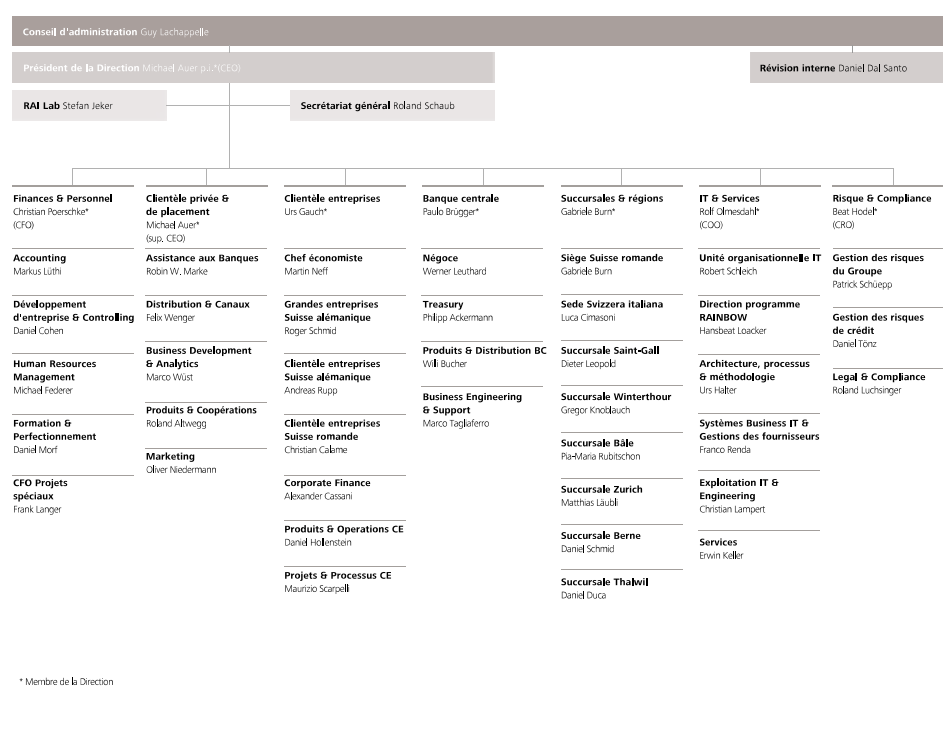 Conseil d'administration Guy Lachappelle
Président de la Direction Michael Auer p.i.*(CEO)
Révision interne Daniel Dal Santo
RAI Lab Stefan Jeker
Secrétariat général Roland Schaub
Finances & Personnel
Christian Poerschke*
(CFO)
Accounting
Markus Lüthi
Développement
d'entreprise & Controlling
Daniel Cohen
Human Resources
Management
Michael Federer
Formation &
Perfectionnement
Daniel Morf
CFO Projets
spéciaux
Frank Langer
Clientèle privée &
de placement
Michael Auer*
(sup. CEO)
Assistance aux Banques
Robin W. Marke
Distribution & Canaux
Felix Wenger
Business Development
& Analytics
Marco Wüst
Produits & Coopérations
Roland Altwegg
Marketing
Oliver Niedermann
Clientèle entreprises
Urs Gauch*
Chef économiste
Martin Neff
Grandes entreprises
Suisse alémanique
Roger Schmid
Clientèle entreprises
Suisse alémanique
Andreas Rupp
Clientèle entreprises
Suisse romande
Christian Calame
Corporate Finance
Alexander Cassani
Produits & Operations CE
Daniel Hollenstein
Projets & Processus CE
Maurizio Scarpelli
Banque centrale
Paulo Brügger*
Négoce
Werner Leuthard
Treasury
Philipp Ackermann
Produits & Distribution BC
Willi Bucher
Business Engineering
& Support
Marco Tagliaferro
Succursales & régions
Gabriele Burn*
Siège Suisse romande
Gabriele Burn
Sede Svizzera italiana
Luca Cimasoni
Succursale Saint-Gall
Dieter Leopold
Succursale Winterthour
Gregor Knoblauch
Succursale Bâle
Pia-Maria Rubitschon
Succursale Zurich
Matthias Läubli
Succursale Berne
Daniel Schmid
Succursale Thalwil
Daniel Duca
IT & Services
Rolf Olmesdahl*
(COO)
Unité organisationnelle IT
Robert Schleich
Direction programme
RAINBOW
Hansbeat Loacker
Architecture, processus
& méthodologie
Urs Halter
Systèmes Business IT &
Gestions des fournisseurs
Franco Renda
Exploitation IT &
Engineering
Christian Lampert
Services
Erwin Keller
Risque & Compliance
Beat Hodel*
(CRO)
Gestion des risques
du Groupe
Patrick Schüepp
Gestion des risques
de crédit
Daniel Tönz
Legal & Compliance
Roland Luchsinger
* Membre de la Direction